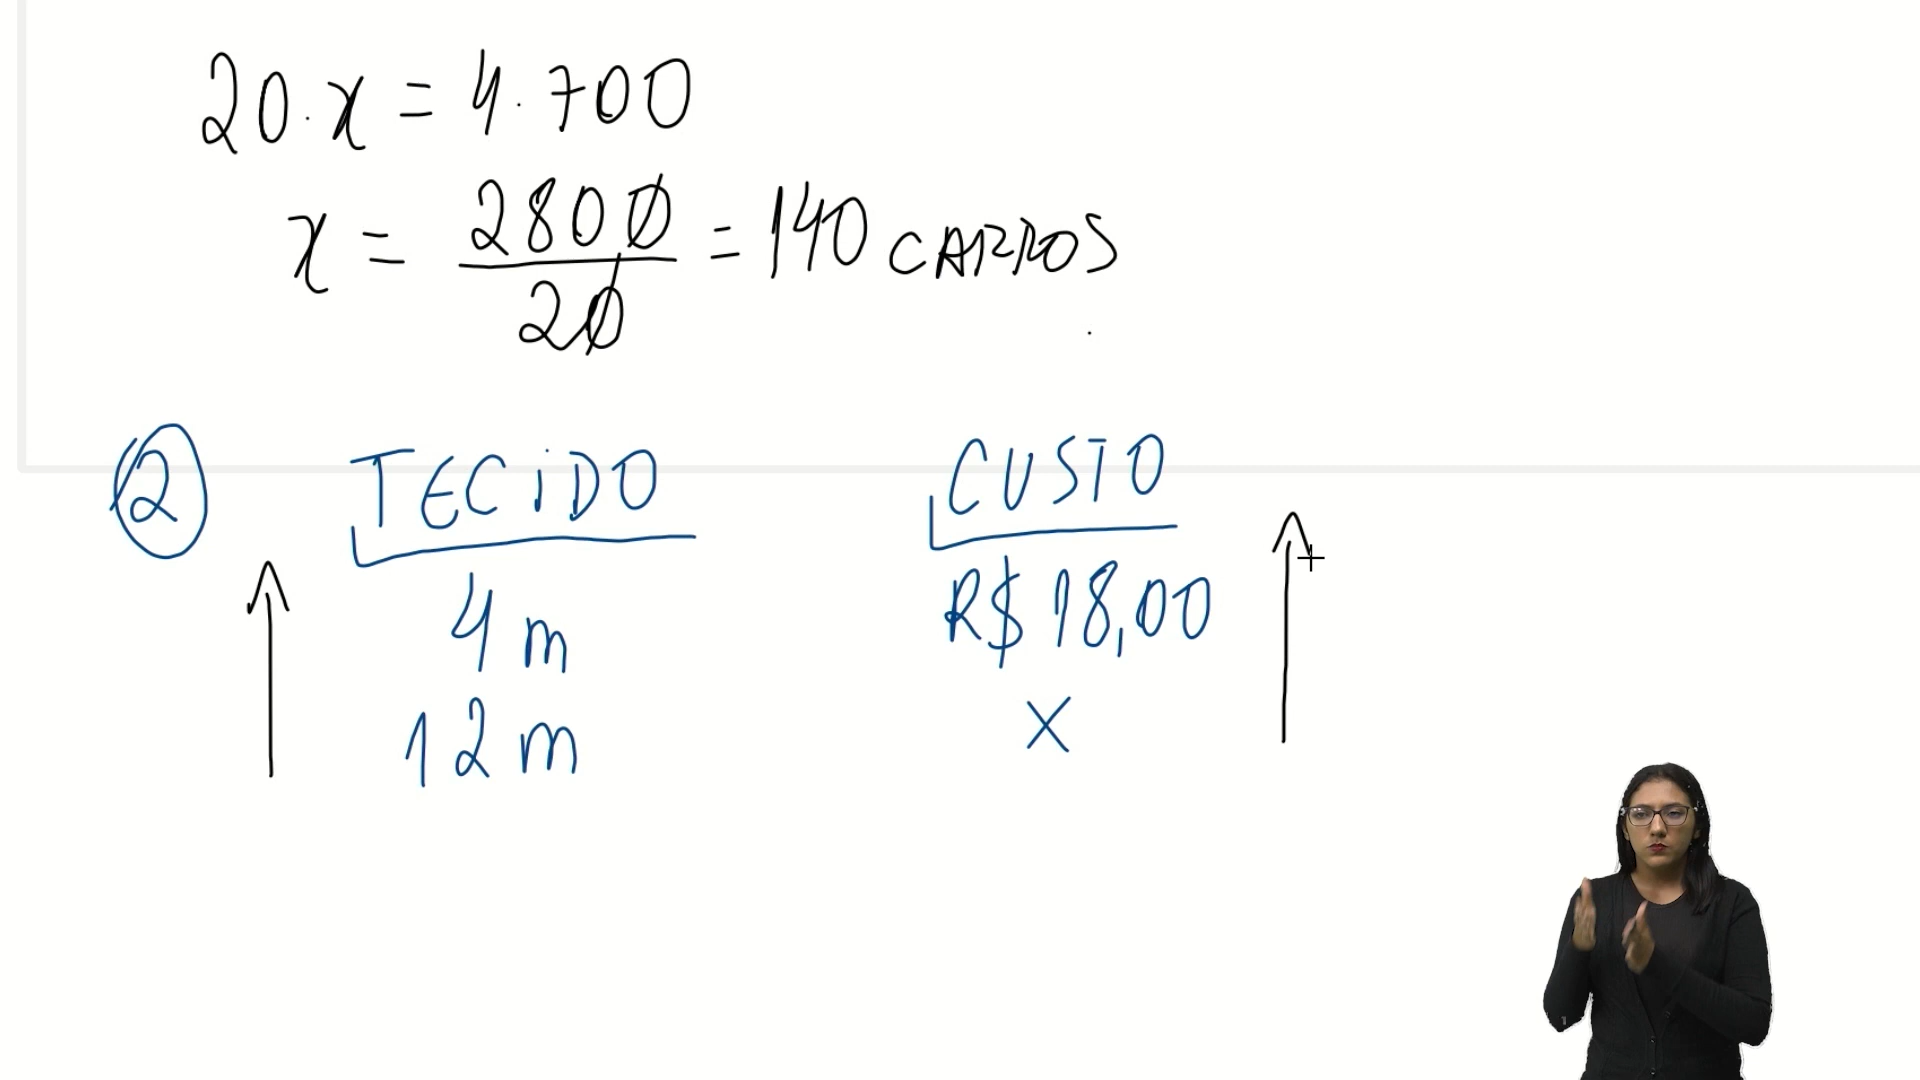 20.x = 4.700
x = 2800/20 = 140 CARROS
2 TECIDO CUSTO
4 m R$ 18,00
12 m X